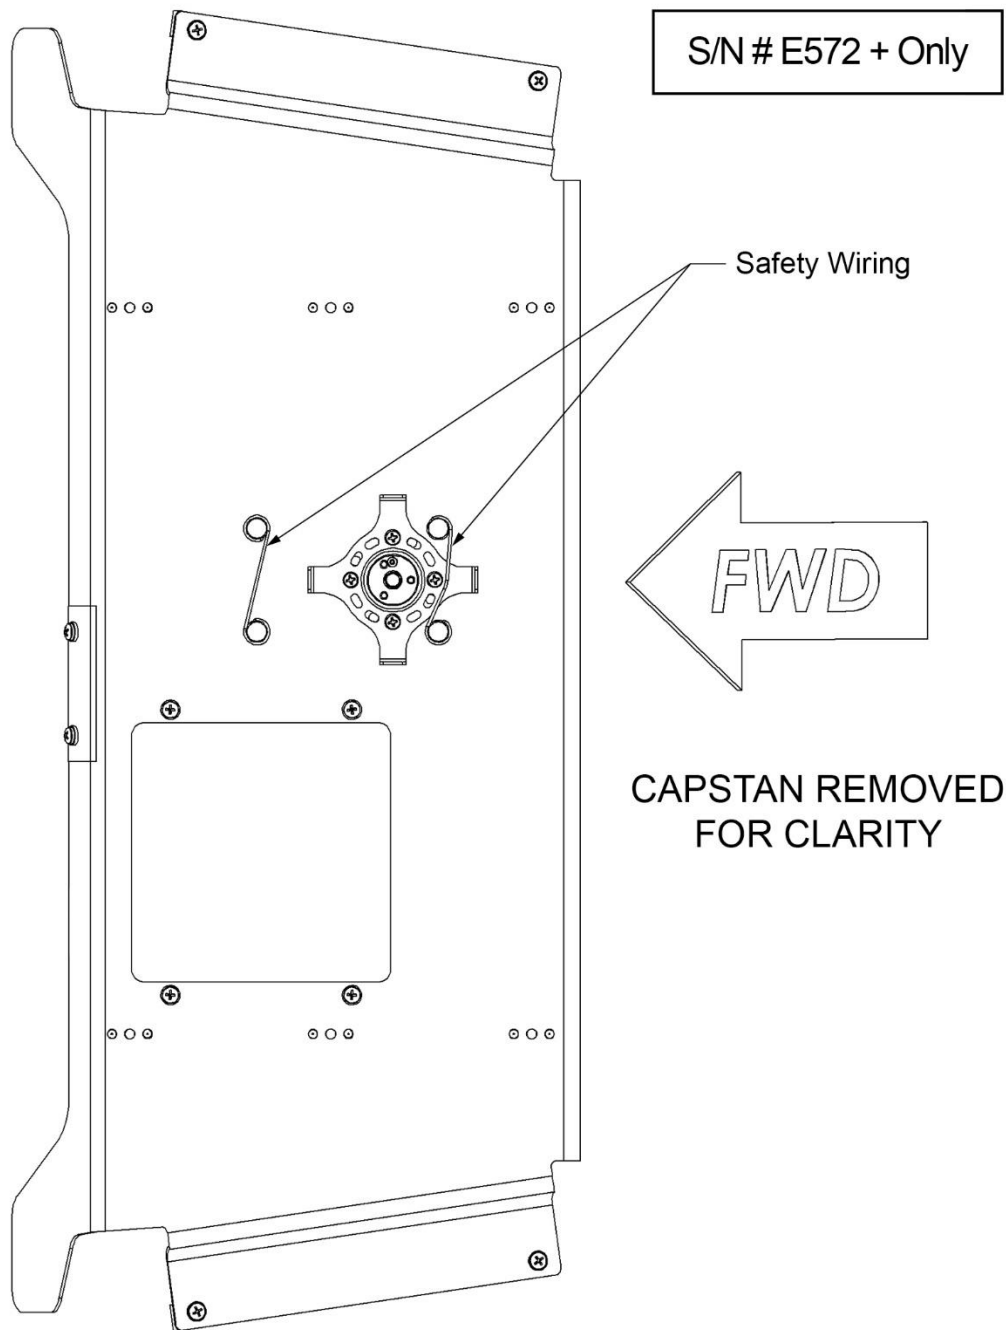 S/N # E572 + Only
Safety Wiring
FWD
CAPSTAN REMOVED
FOR CLARITY